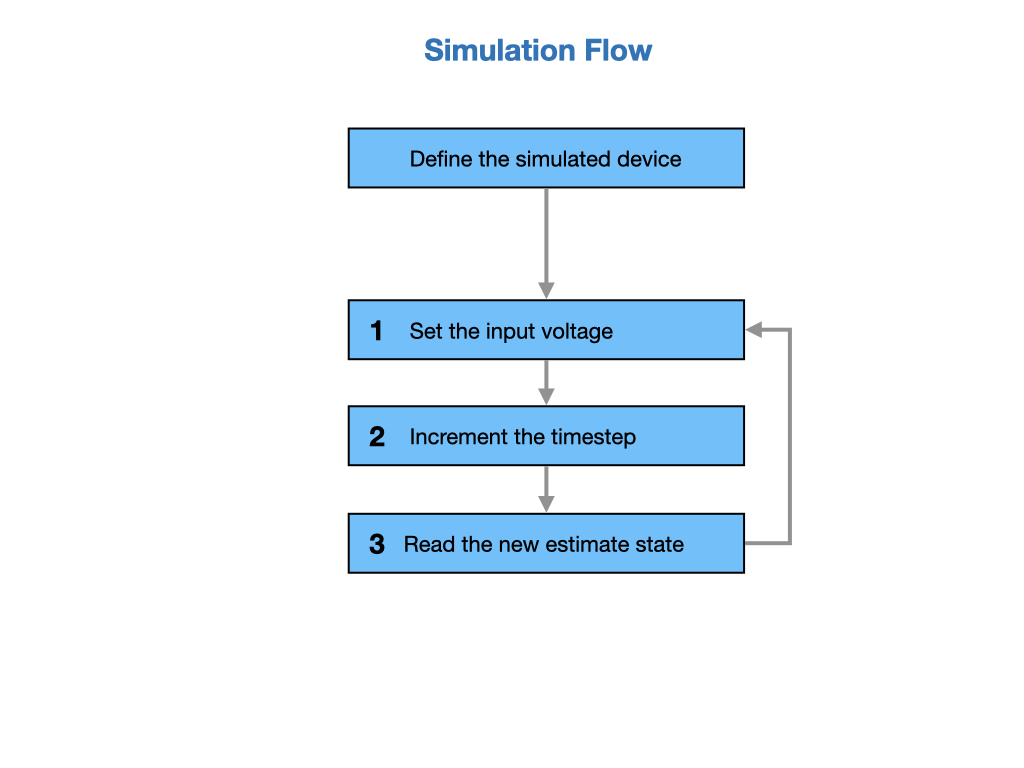 Simulation Flow
Define the simulated device
1 Set the input voltage
2 Increment the timestep
3 Read the new estimate state